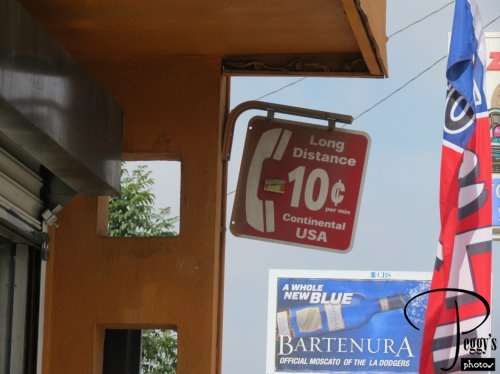 Long
Distance
10¢
per min
Continental
USA
CBS
A WHOLE
NEW BLUE
BARTENURA
OFFICIAL MOSCATO OF THE LA DODGERS
Peggy's
photos